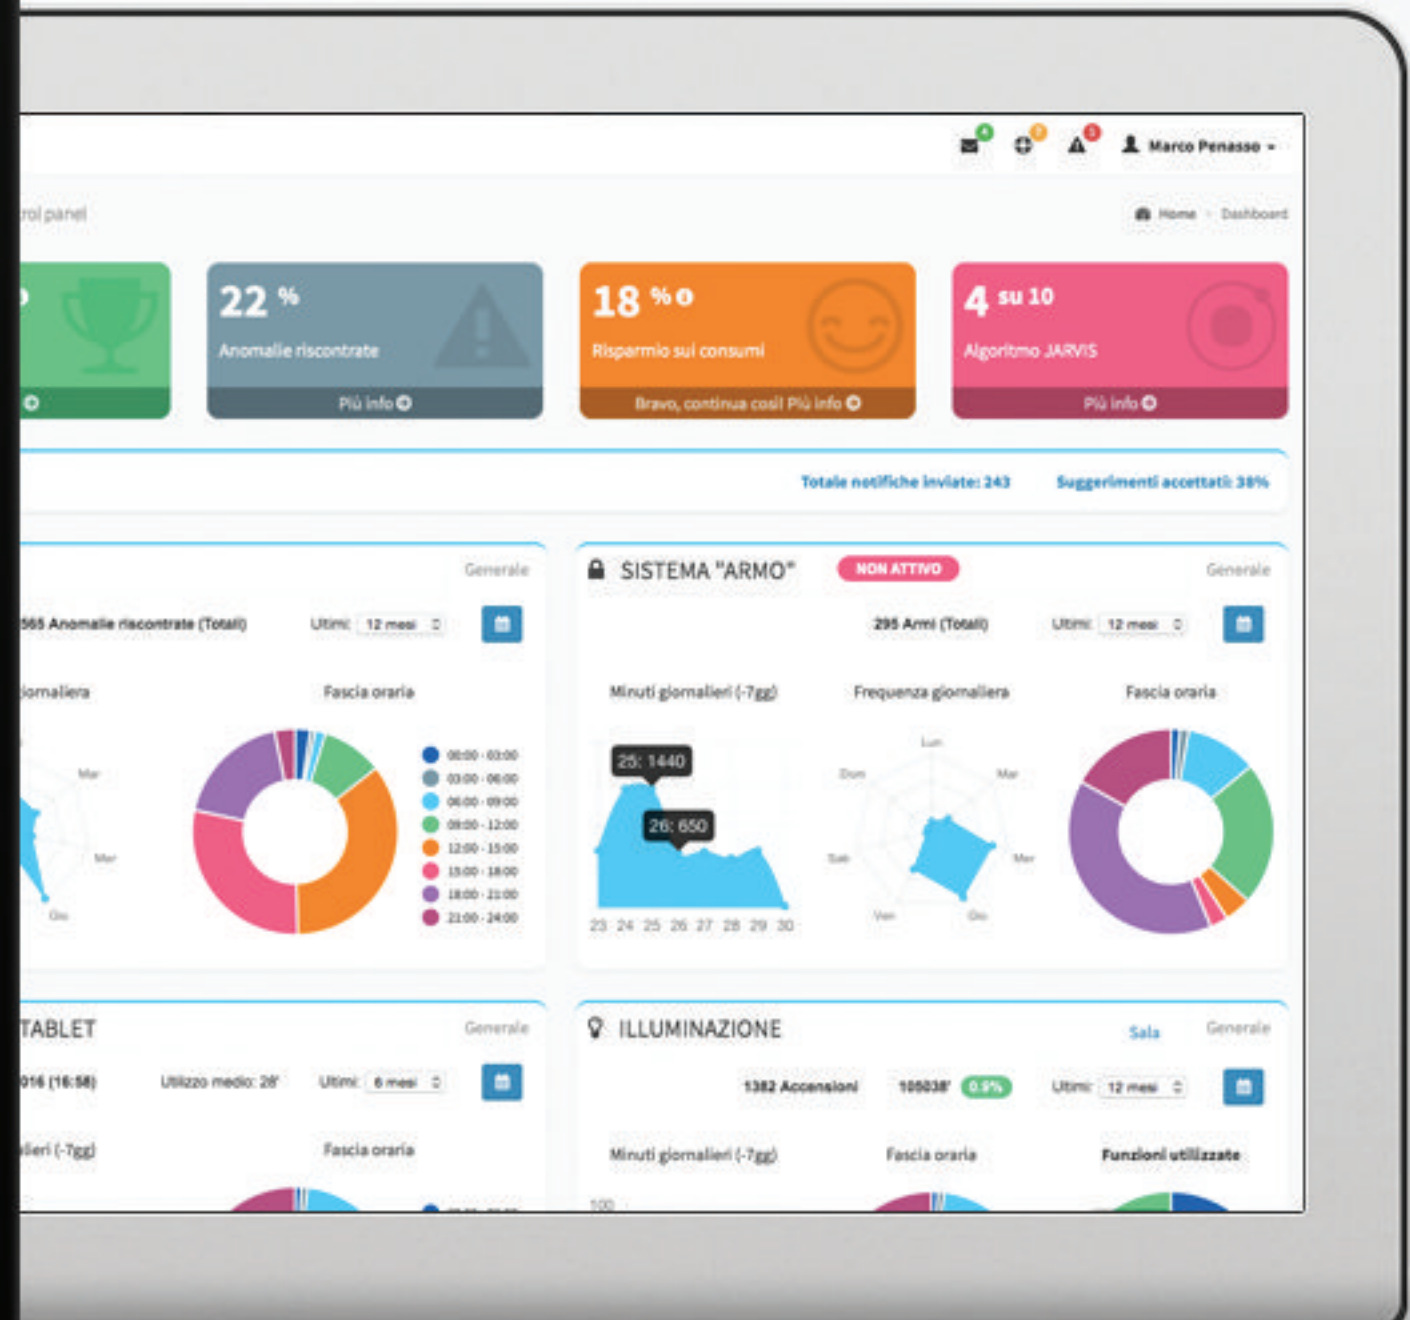 Marco Penasso
rol panel
Home
Dashboard
22 %
Anomalie riscontrate
Più info
18 %
Risparmio sui consumi
Bravo, continua così! Più info
4 su 10
Algoritmo JARVIS
Più info
Totale notifiche inviate: 243
Suggerimenti accettati: 38%
Generale
565 Anomalie riscontrate (Totali)
Ultimi: 12 mesi
iornaliera
Fascia oraria
Mar
Mer
Gio
00:00 - 03:00
03:00 - 06:00
06:00 - 09:00
09:00 - 12:00
12:00 - 15:00
15:00 - 18:00
18:00 - 21:00
21:00 - 24:00
SISTEMA "ARMO"
NON ATTIVO
Generale
295 Armi (Totali)
Ultimi: 12 mesi
Minuti giornalieri (-7gg)
Frequenza giornaliera
Fascia oraria
25: 1440
26: 650
23 24 25 26 27 28 29 30
Lun
Mar
Mer
Gio
Ven
Sab
Dom
TABLET
Generale
016 (16:58)
Utilizzo medio: 28'
Ultimi: 6 mesi
alieri (-7gg)
Fascia oraria
ILLUMINAZIONE
Sala
Generale
1382 Accensioni
105038'
0.9%
Ultimi: 12 mesi
Minuti giornalieri (-7gg)
Fascia oraria
Funzioni utilizzate
100